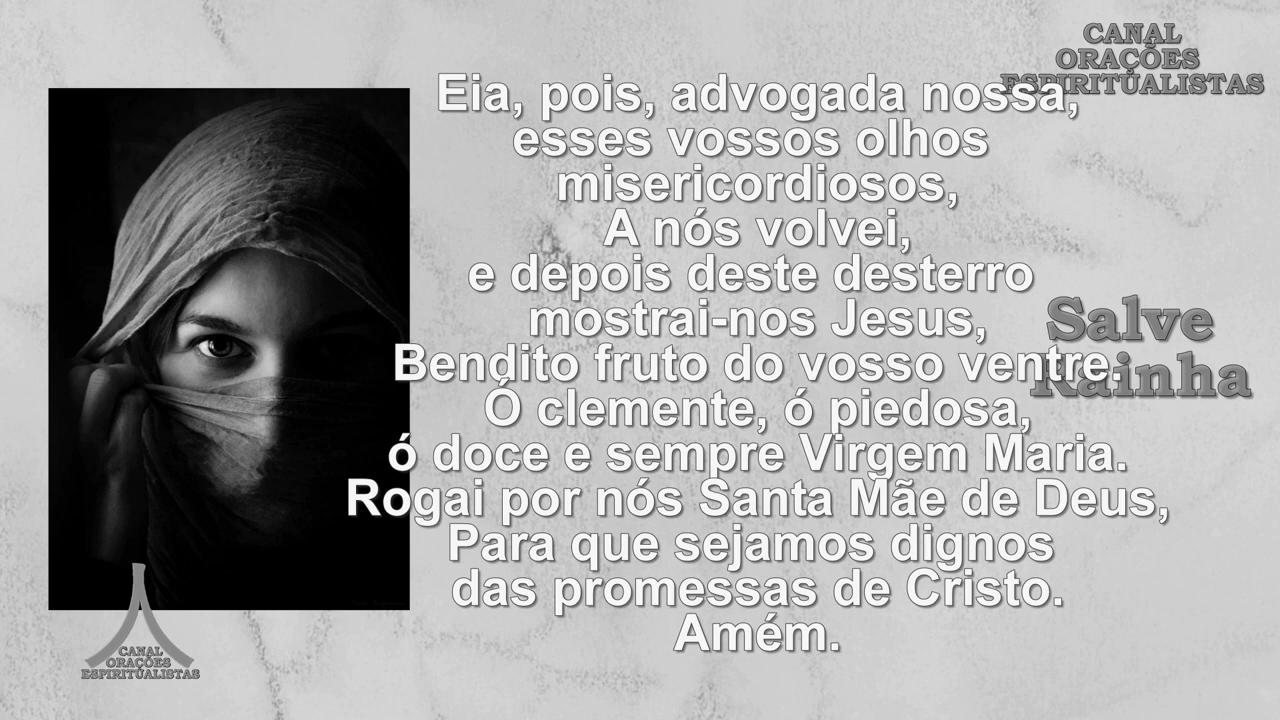 CANAL
ORAÇÕES
ESPIRITUALISTAS
Eia, pois, advogada nossa,
esses vossos olhos
misericordiosos,
A nós volvei,
e depois deste desterro
mostrai-nos Jesus,
Bendito fruto do vosso ventre.
Ó clemente, ó piedosa,
ó doce e sempre Virgem Maria.
Rogai por nós Santa Mãe de Deus,
Para que sejamos dignos
das promessas de Cristo.
Amém.
Salve
Rainha
CANAL
ORAÇÕES
ESPIRITUALISTAS